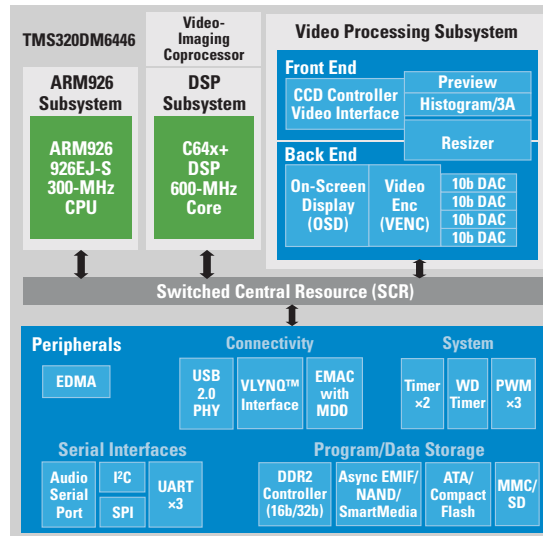 TMS320DM6446
Video-
Imaging
Coprocessor
Video Processing Subsystem
ARM926
Subsystem
ARM926
926EJ-S
300-MHz
CPU
DSP
Subsystem
C64x+
DSP
600-MHz
Core
Front End
CCD Controller
Video Interface
Preview
Histogram/3A
Resizer
Back End
On-Screen
Display
(OSD)
Video
Enc
(VENC)
10b DAC
10b DAC
10b DAC
10b DAC
Switched Central Resource (SCR)
Peripherals
EDMA
Connectivity
USB
2.0
PHY
VLYNQ™
Interface
EMAC
with
MDD
System
Timer
×2
WD
Timer
PWM
×3
Serial Interfaces
Audio
Serial
Port
I²C
SPI
UART
×3
Program/Data Storage
DDR2
Controller
(16b/32b)
Async EMIF/
NAND/
SmartMedia
ATA/
Compact
Flash
MMC/
SD